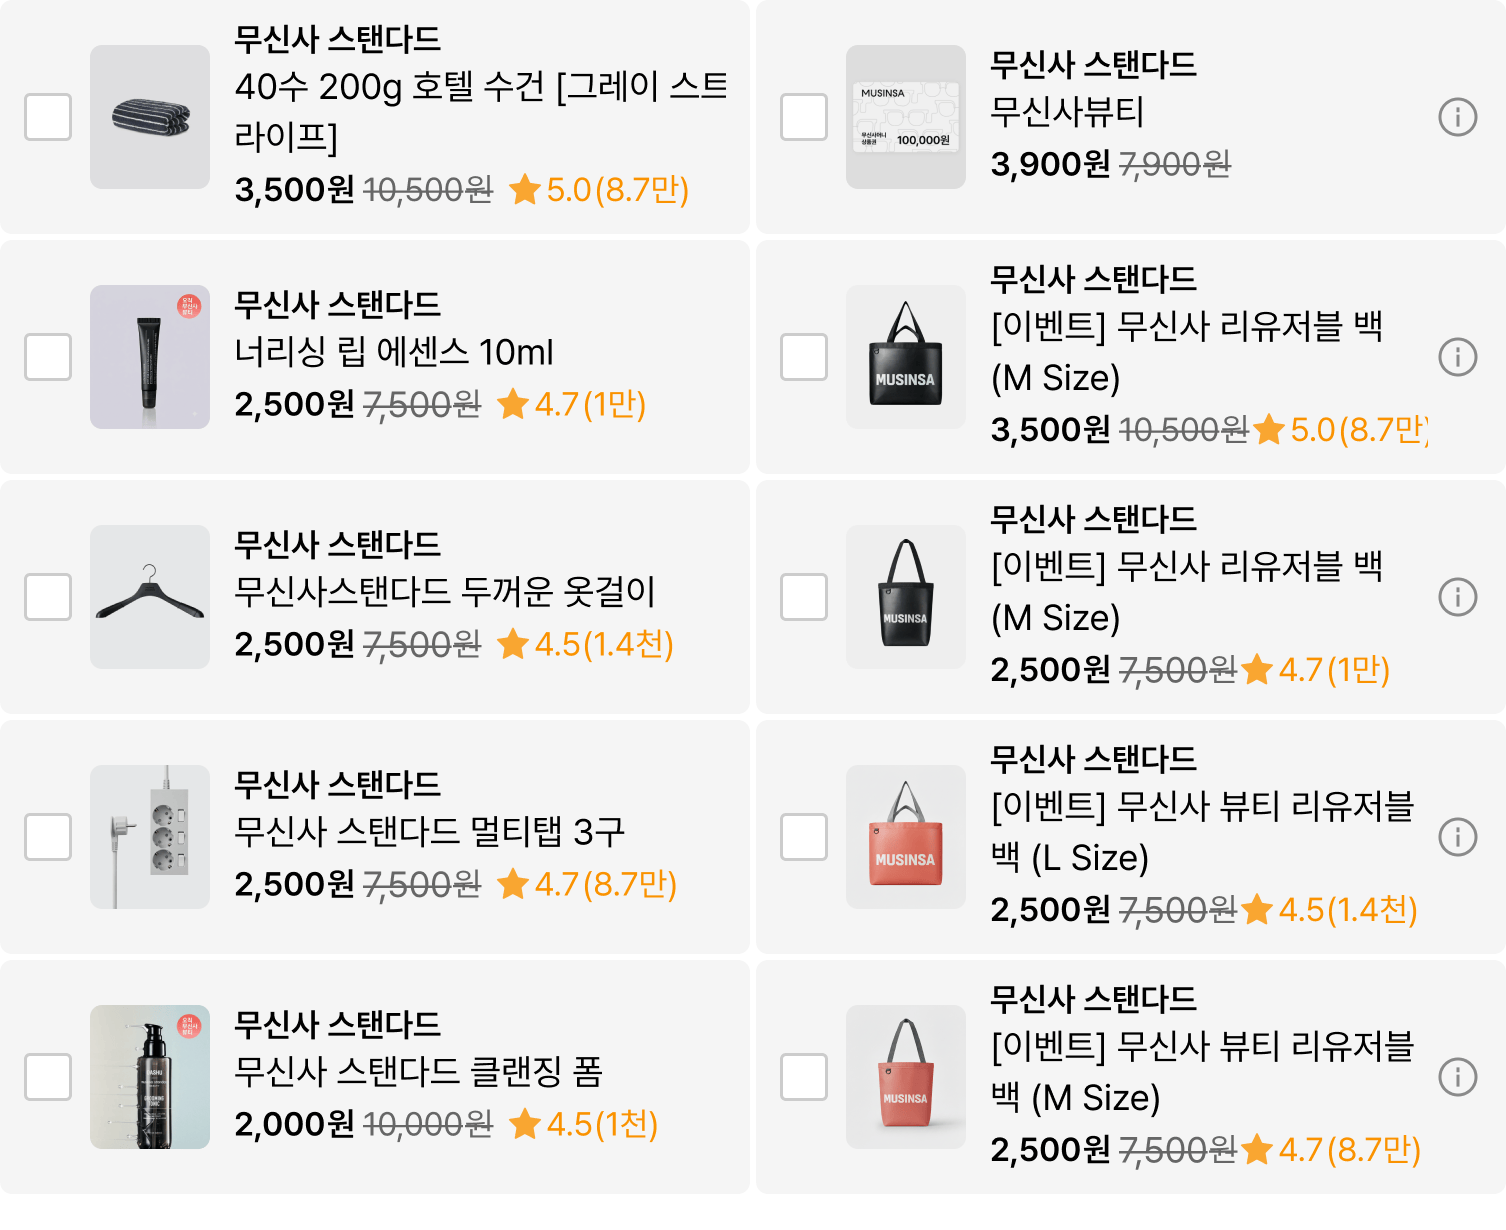 무신사 스탠다드
40수 200g 호텔 수건 [그레이 스트
라이프]
3,500원 10,500원 ★ 5.0(8.7만)
무신사 스탠다드
너리싱 립 에센스 10ml
2,500원 7,500원 ★ 4.7(1만)
무신사 스탠다드
무신사스탠다드 두꺼운 옷걸이
2,500원 7,500원 ★ 4.5(1.4천)
무신사 스탠다드
무신사 스탠다드 멀티탭 3구
2,500원 7,500원 ★ 4.7(8.7만)
무신사 스탠다드
무신사 스탠다드 클랜징 폼
2,000원 10,000원 ★ 4.5(1천)
MUSINSA
무신사머니
상품권
100,000원
무신사 스탠다드
무신사뷰티
3,900원 7,900원
MUSINSA
무신사 스탠다드
[이벤트] 무신사 리유저블 백
(M Size)
3,500원 10,500원 ★ 5.0(8.7만)
MUSINSA
무신사 스탠다드
[이벤트] 무신사 리유저블 백
(M Size)
2,500원 7,500원 ★ 4.7(1만)
MUSINSA
무신사 스탠다드
[이벤트] 무신사 뷰티 리유저블
백 (L Size)
2,500원 7,500원 ★ 4.5(1.4천)
MUSINSA
무신사 스탠다드
[이벤트] 무신사 뷰티 리유저블
백 (M Size)
2,500원 7,500원 ★ 4.7(8.7만)